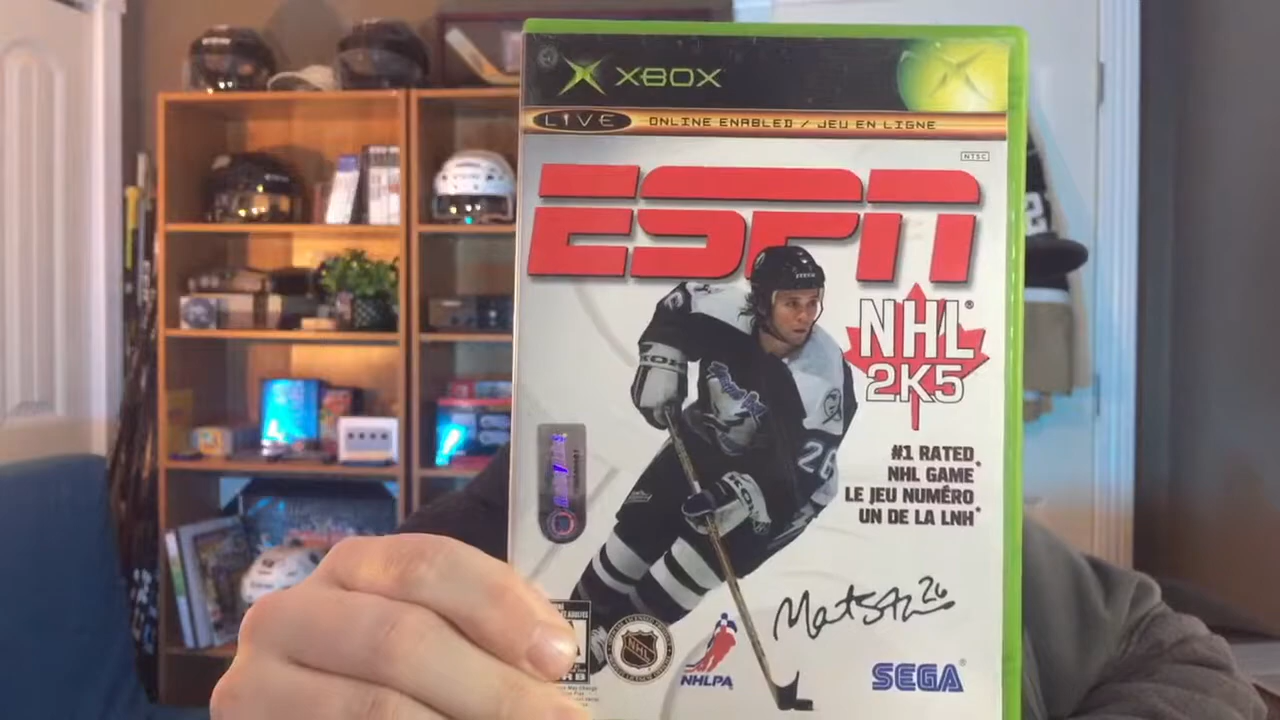 XBOX
LIVE ONLINE ENABLED / JEU EN LIGNE
NTSC
ESPN
NHL®
2K5
#1 RATED*
NHL GAME
LE JEU NUMÉRO
UN DE LA LNH*
26
NHL
NHLPA
SEGA®